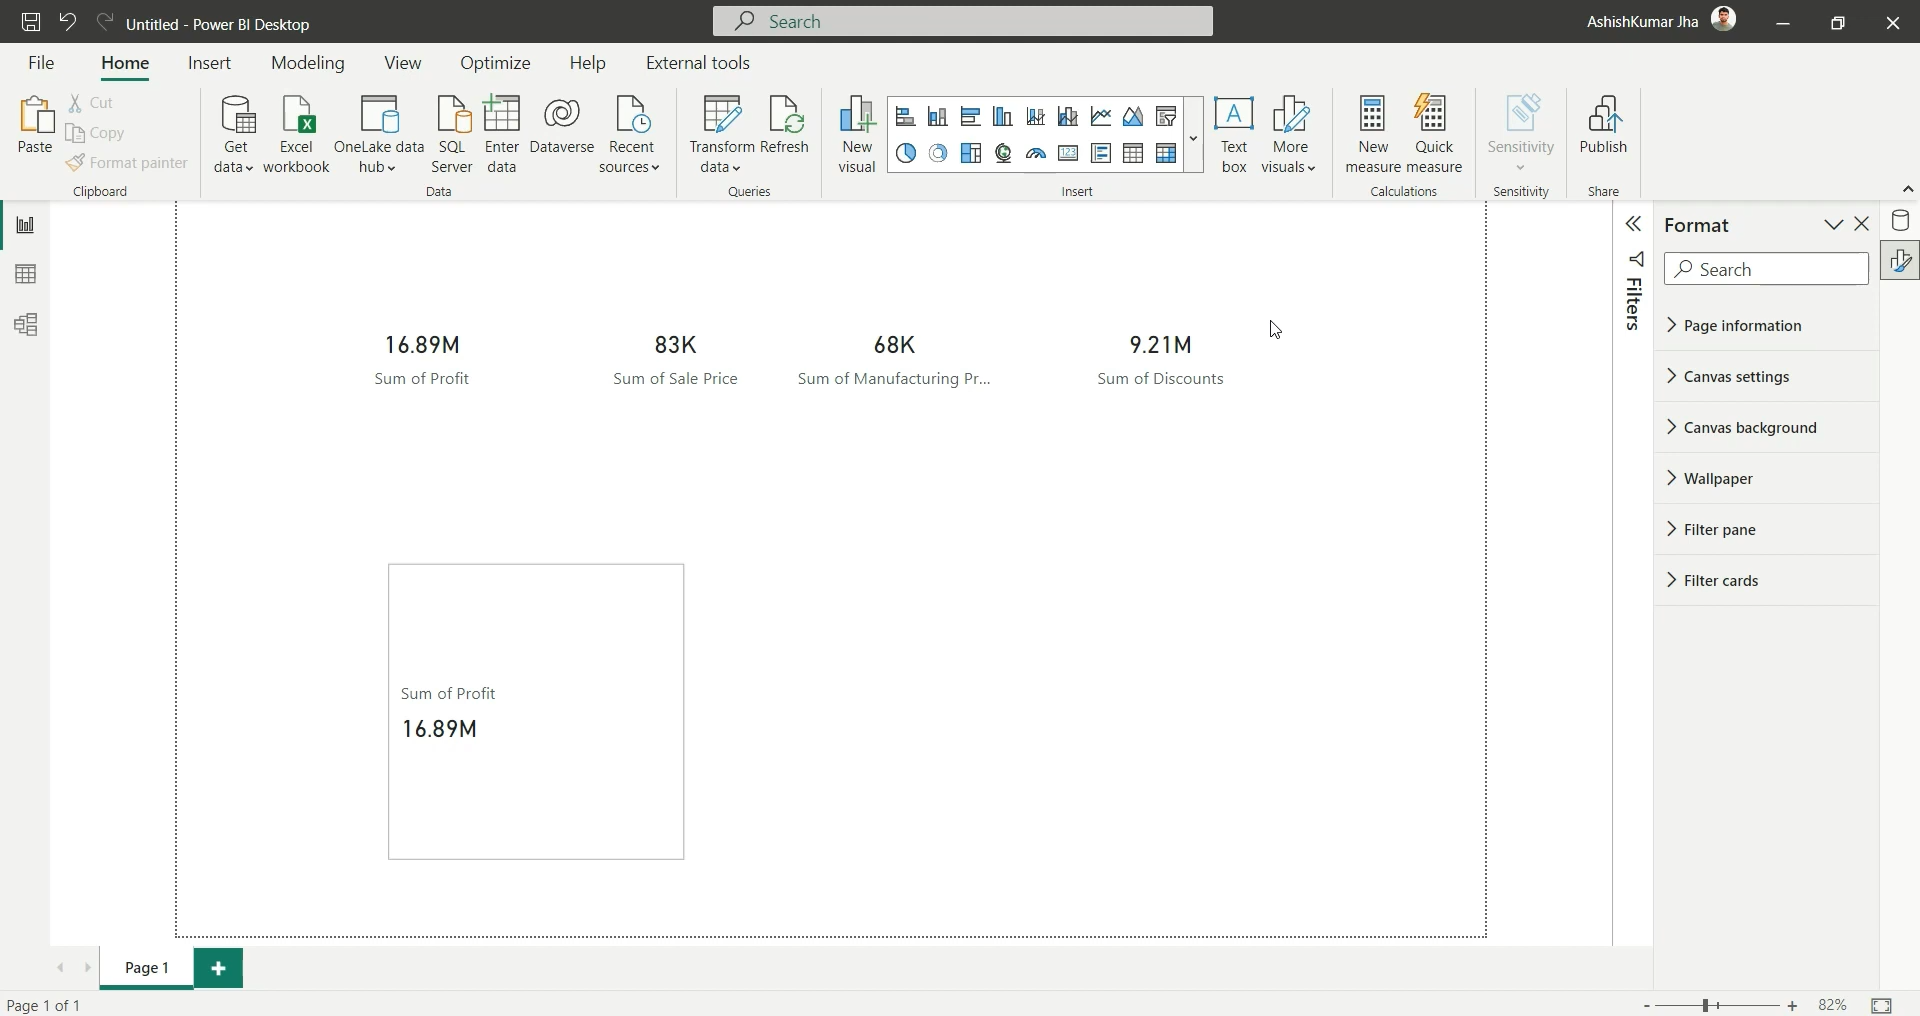 Untitled - Power BI Desktop
Search
AshishKumar Jha
File Home Insert Modeling View Optimize Help External tools
Paste
Cut
Copy
Format painter
Clipboard
Get data
Excel workbook
OneLake data hub
SQL Server
Enter data
Dataverse
Recent sources
Data
Transform data
Refresh
Queries
New visual
123
Insert
A
Text box
More visuals
New measure
Quick measure
Calculations
Sensitivity
Sensitivity
Publish
Share
16.89M
Sum of Profit
83K
Sum of Sale Price
68K
Sum of Manufacturing Pr...
9.21M
Sum of Discounts
Sum of Profit
16.89M
Filters
Format
Search
Page information
Canvas settings
Canvas background
Wallpaper
Filter pane
Filter cards
Page 1
Page 1 of 1
- + 82%